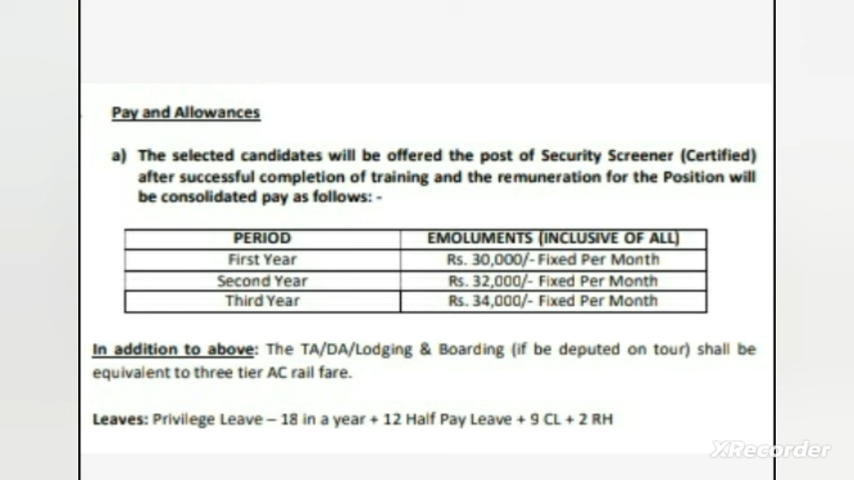 Pay and Allowances
a) The selected candidates will be offered the post of Security Screener (Certified)
after successful completion of training and the remuneration for the Position will
be consolidated pay as follows: -
PERIOD EMOLUMENTS (INCLUSIVE OF ALL)
First Year Rs. 30,000/- Fixed Per Month
Second Year Rs. 32,000/- Fixed Per Month
Third Year Rs. 34,000/- Fixed Per Month
In addition to above: The TA/DA/Lodging & Boarding (if be deputed on tour) shall be
equivalent to three tier AC rail fare.
Leaves: Privilege Leave – 18 in a year + 12 Half Pay Leave + 9 CL + 2 RH
XRecorder